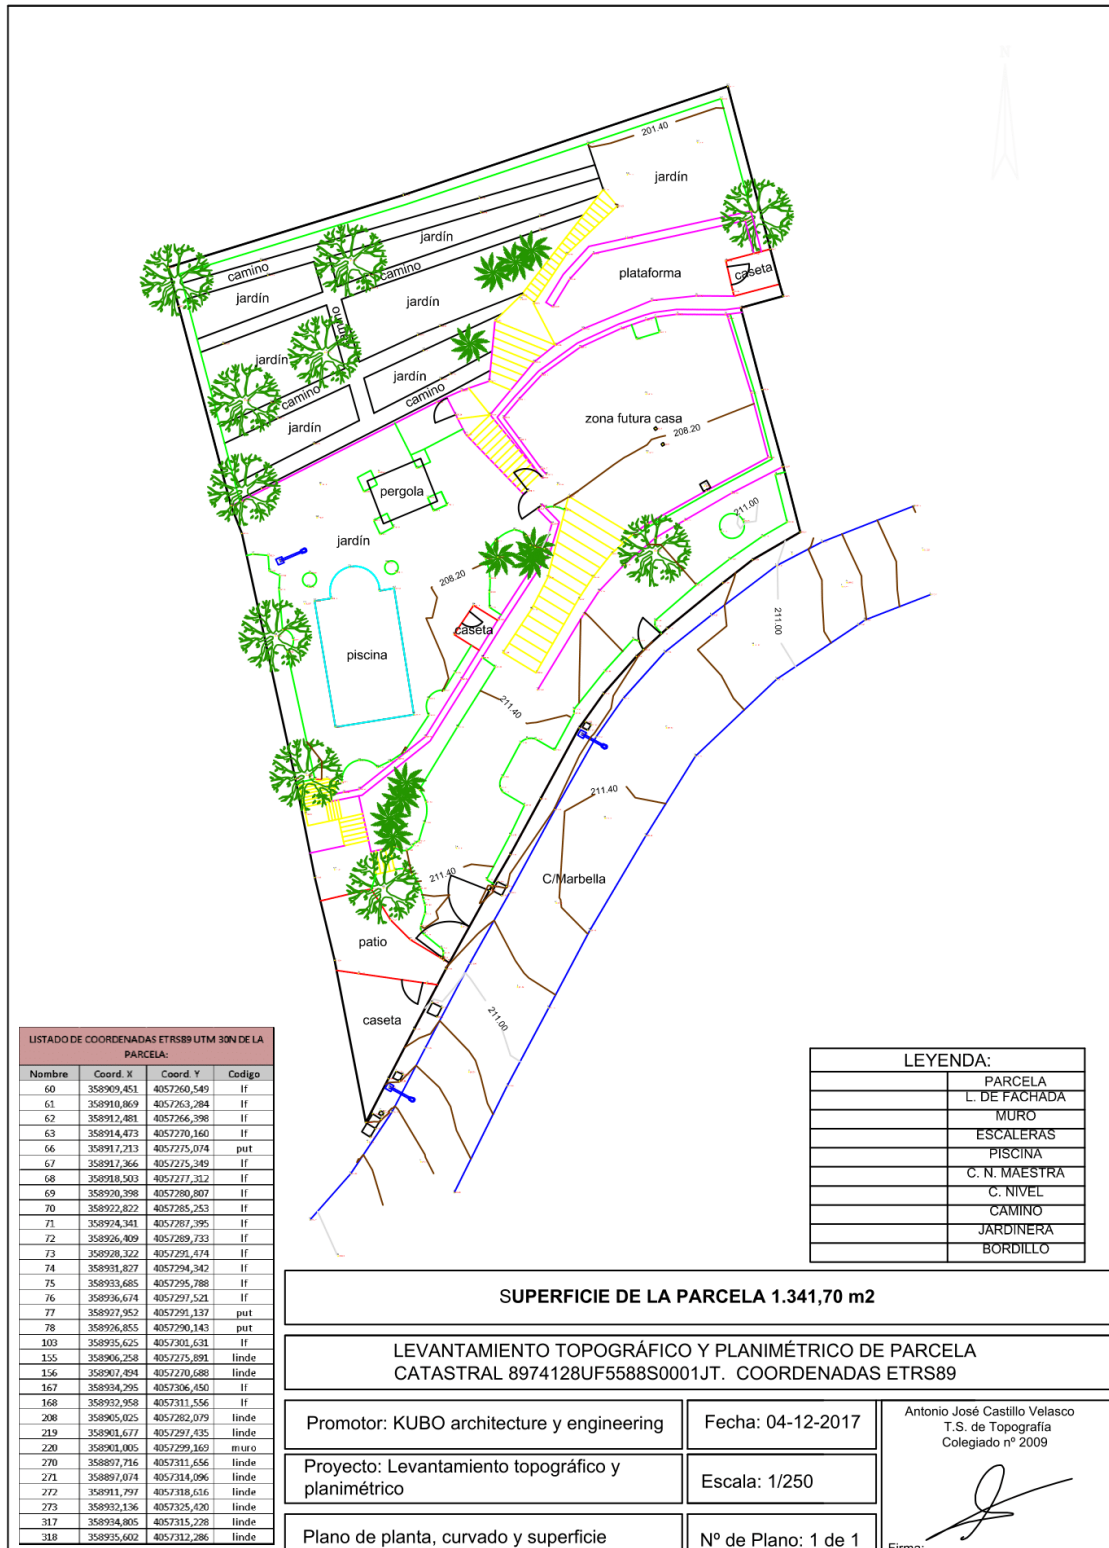 N
201.40
jardín
jardín
camino
camino
plataforma
caseta
jardín
jardín
camino
jardín
jardín
camino
camino
jardín
zona futura casa
208.20
pergola
211.00
jardín
208.20
caseta
211.00
piscina
211.40
211.40
C/Marbella
211.40
patio
caseta
211.00
LISTADO DE COORDENADAS ETRS89 UTM 30N DE LA
PARCELA:
Nombre Coord. X Coord. Y Codigo
60 358909,451 4057260,549 lf
61 358910,869 4057263,284 lf
62 358912,481 4057266,398 lf
63 358914,473 4057270,160 lf
66 358917,213 4057275,074 put
67 358917,366 4057275,349 lf
68 358918,503 4057277,312 lf
69 358920,398 4057280,807 lf
70 358922,822 4057285,253 lf
71 358924,341 4057287,395 lf
72 358926,409 4057289,733 lf
73 358928,322 4057291,474 lf
74 358931,827 4057294,342 lf
75 358933,685 4057295,788 lf
76 358936,674 4057297,521 lf
77 358927,952 4057291,137 put
78 358926,855 4057290,143 put
103 358935,625 4057301,631 lf
155 358906,258 4057275,891 linde
156 358907,494 4057270,688 linde
167 358934,295 4057306,450 lf
168 358932,958 4057311,556 lf
208 358905,025 4057282,079 linde
219 358901,677 4057297,435 linde
220 358901,005 4057299,169 muro
270 358897,716 4057311,656 linde
271 358897,074 4057314,096 linde
272 358911,797 4057318,616 linde
273 358932,136 4057325,420 linde
317 358934,805 4057315,228 linde
318 358935,602 4057312,286 linde
LEYENDA:
PARCELA
L. DE FACHADA
MURO
ESCALERAS
PISCINA
C. N. MAESTRA
C. NIVEL
CAMINO
JARDINERA
BORDILLO
SUPERFICIE DE LA PARCELA 1.341,70 m2
LEVANTAMIENTO TOPOGRÁFICO Y PLANIMÉTRICO DE PARCELA
CATASTRAL 8974128UF5588S0001JT. COORDENADAS ETRS89
Promotor: KUBO architecture y engineering
Fecha: 04-12-2017
Proyecto: Levantamiento topográfico y
planimétrico
Escala: 1/250
Plano de planta, curvado y superficie
Nº de Plano: 1 de 1
Antonio José Castillo Velasco
T.S. de Topografía
Colegiado nº 2009
Firma: